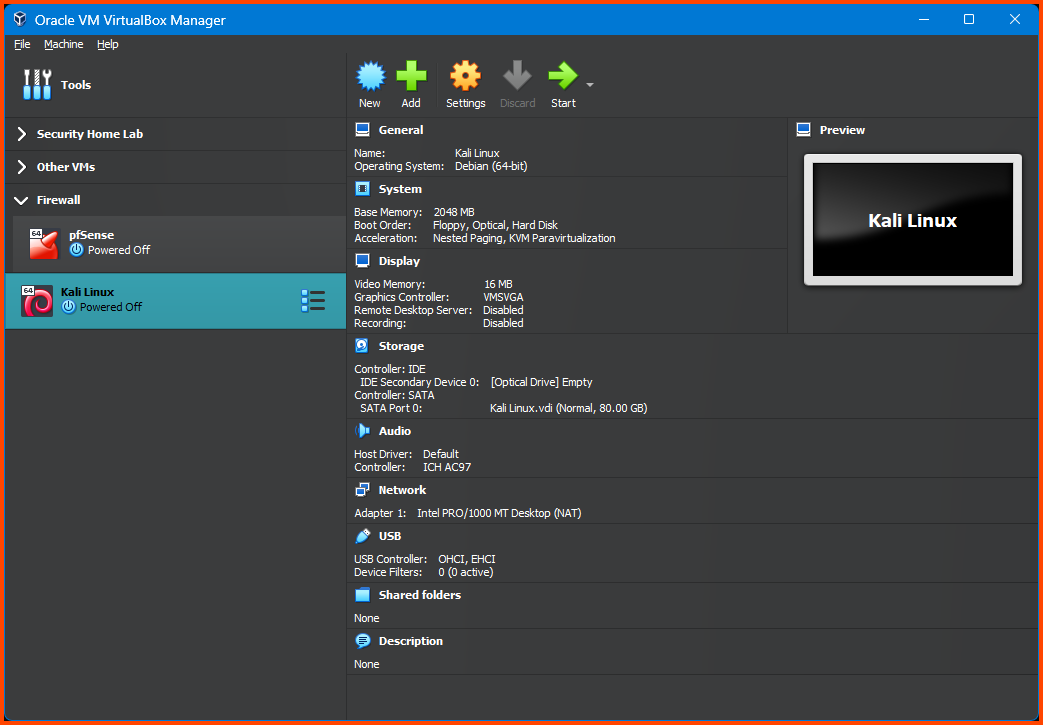 Oracle VM VirtualBox Manager
File Machine Help
Tools
New Add Settings Discard Start
Security Home Lab
Other VMs
Firewall
64
pfSense
Powered Off
64
Kali Linux
Powered Off
General
Name: Kali Linux
Operating System: Debian (64-bit)
System
Base Memory: 2048 MB
Boot Order: Floppy, Optical, Hard Disk
Acceleration: Nested Paging, KVM Paravirtualization
Display
Video Memory: 16 MB
Graphics Controller: VMSVGA
Remote Desktop Server: Disabled
Recording: Disabled
Preview
Kali Linux
Storage
Controller: IDE
IDE Secondary Device 0: [Optical Drive] Empty
Controller: SATA
SATA Port 0: Kali Linux.vdi (Normal, 80.00 GB)
Audio
Host Driver: Default
Controller: ICH AC97
Network
Adapter 1: Intel PRO/1000 MT Desktop (NAT)
USB
USB Controller: OHCI, EHCI
Device Filters: 0 (0 active)
Shared folders
None
Description
None